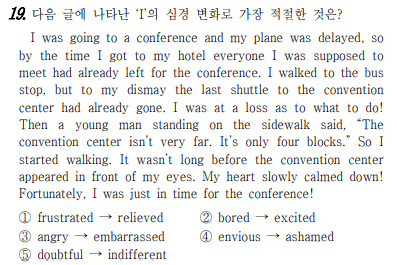 19. 다음 글에 나타난 ‘I’의 심경 변화로 가장 적절한 것은?
I was going to a conference and my plane was delayed, so
by the time I got to my hotel everyone I was supposed to
meet had already left for the conference. I walked to the bus
stop, but to my dismay the last shuttle to the convention
center had already gone. I was at a loss as to what to do!
Then a young man standing on the sidewalk said, “The
convention center isn't very far. It's only four blocks.” So I
started walking. It wasn't long before the convention center
appeared in front of my eyes. My heart slowly calmed down!
Fortunately, I was just in time for the conference!
① frustrated → relieved ② bored → excited
③ angry → embarrassed ④ envious → ashamed
⑤ doubtful → indifferent